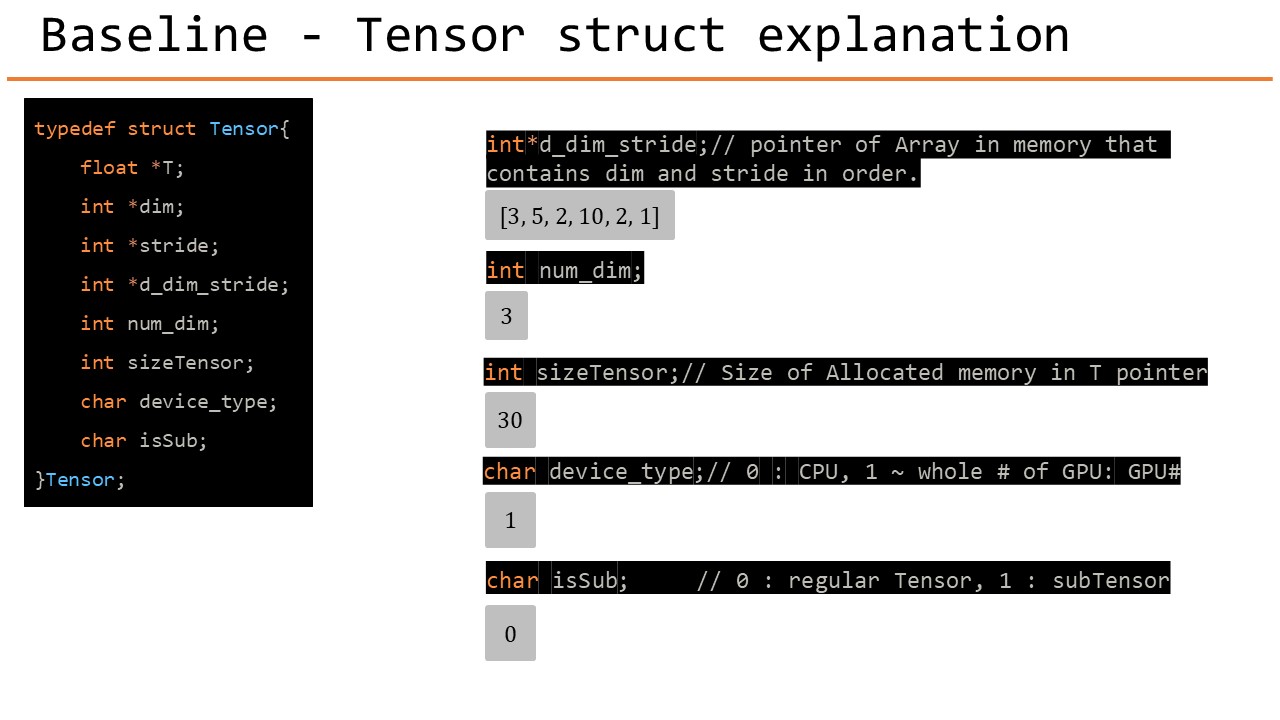 Baseline - Tensor struct explanation
typedef struct Tensor{
float *T;
int *dim;
int *stride;
int *d_dim_stride;
int num_dim;
int sizeTensor;
char device_type;
char isSub;
}Tensor;
int*d_dim_stride;// pointer of Array in memory that
contains dim and stride in order.
[3, 5, 2, 10, 2, 1]
int num_dim;
3
int sizeTensor;// Size of Allocated memory in T pointer
30
char device_type;// 0 : CPU, 1 ~ whole # of GPU: GPU#
1
char isSub; // 0 : regular Tensor, 1 : subTensor
0